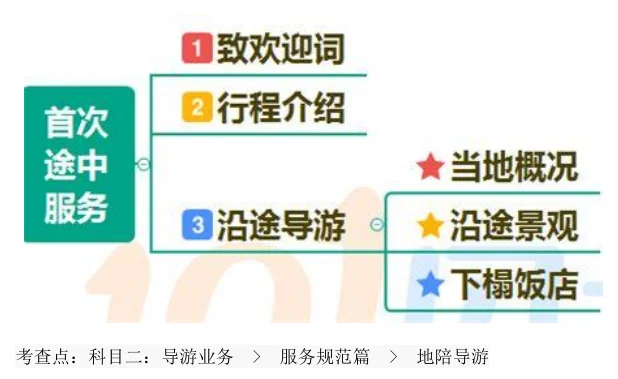 首次
途中
服务
1 致欢迎词
2 行程介绍
3 沿途导游
当地概况
沿途景观
下榻饭店
考查点：科目二：导游业务 > 服务规范篇 > 地陪导游